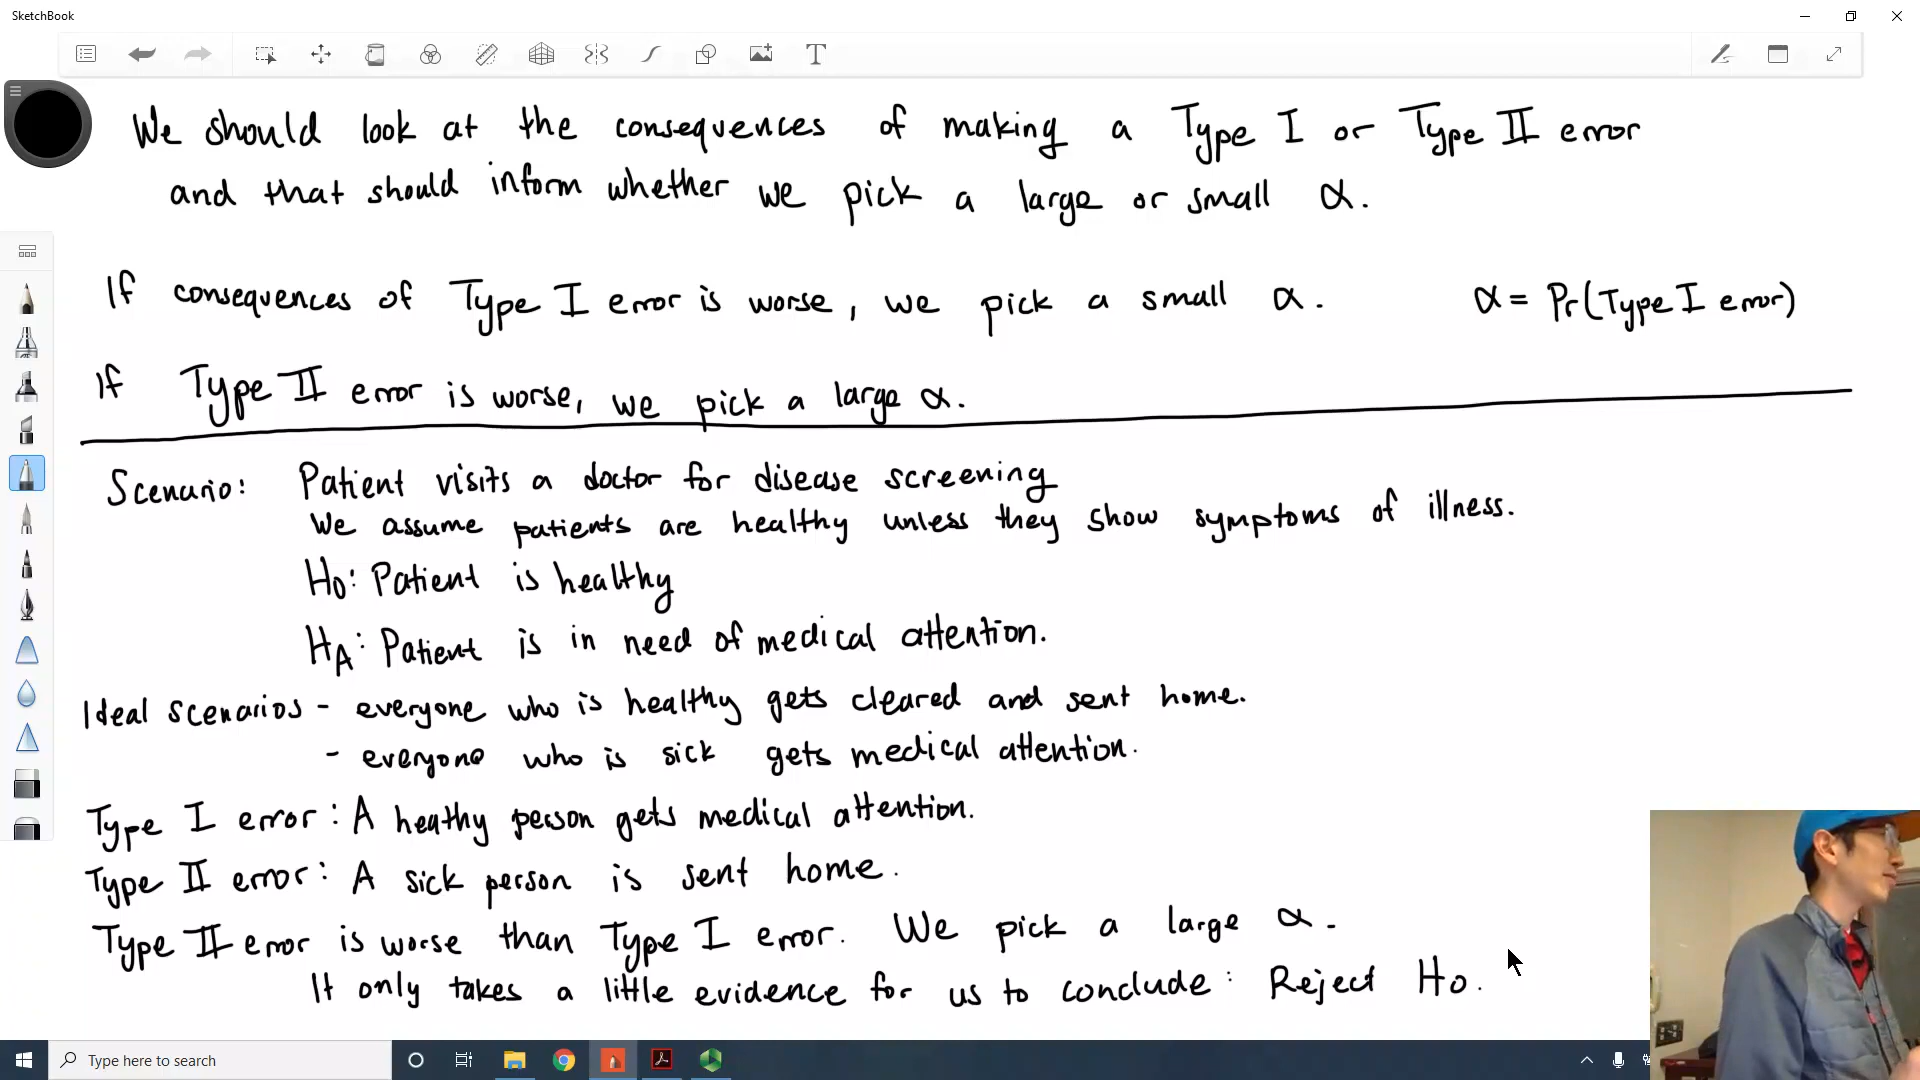 SketchBook
We should look at the consequences of making a Type I or Type II error
and that should inform whether we pick a large or small α.
If consequences of Type I error is worse, we pick a small α. α = Pr(Type I error)
If Type II error is worse, we pick a large α.
Scenario: Patient visits a doctor for disease screening
We assume patients are healthy unless they show symptoms of illness.
H0: Patient is healthy
HA: Patient is in need of medical attention.
Ideal scenarios - everyone who is healthy gets cleared and sent home.
- everyone who is sick gets medical attention.
Type I error: A heathy person gets medical attention.
Type II error: A sick person is sent home.
Type II error is worse than Type I error. We pick a large α.
It only takes a little evidence for us to conclude: Reject H0.
Type here to search